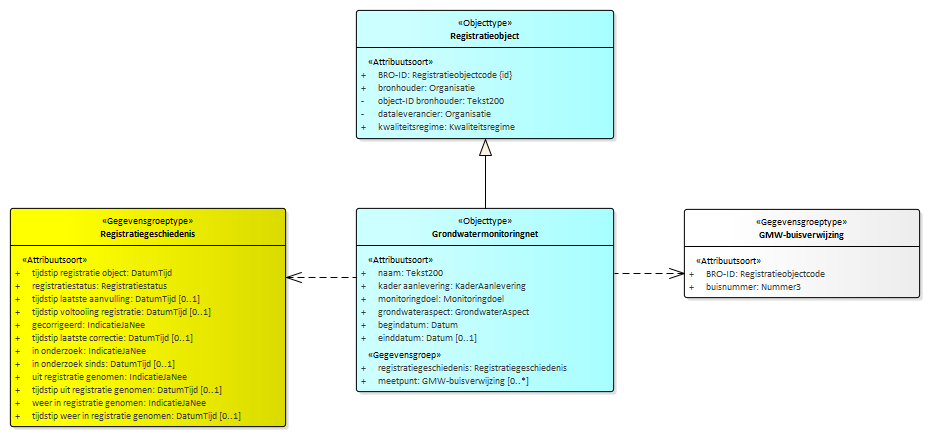 «Objecttype»
Registratieobject
«Attribuutsoort»
+ BRO-ID: Registratieobjectcode {id}
+ bronhouder: Organisatie
- object-ID bronhouder: Tekst200
- dataleverancier: Organisatie
+ kwaliteitsregime: Kwaliteitsregime
«Gegevensgroeptype»
Registratiegeschiedenis
«Attribuutsoort»
+ tijdstip registratie object: DatumTijd
+ registratiestatus: Registratiestatus
+ tijdstip laatste aanvulling: DatumTijd [0..1]
+ tijdstip voltooiing registratie: DatumTijd [0..1]
+ gecorrigeerd: IndicatieJaNee
+ tijdstip laatste correctie: DatumTijd [0..1]
+ in onderzoek: IndicatieJaNee
+ in onderzoek sinds: DatumTijd [0..1]
+ uit registratie genomen: IndicatieJaNee
+ tijdstip uit registratie genomen: DatumTijd [0..1]
+ weer in registratie genomen: IndicatieJaNee
+ tijdstip weer in registratie genomen: DatumTijd [0..1]
«Objecttype»
Grondwatermonitoringnet
«Attribuutsoort»
+ naam: Tekst200
+ kader aanlevering: KaderAanlevering
+ monitoringdoel: Monitoringdoel
+ grondwateraspect: GrondwaterAspect
+ begindatum: Datum
+ einddatum: Datum [0..1]
«Gegevensgroep»
+ registratiegeschiedenis: Registratiegeschiedenis
+ meetpunt: GMW-buisverwijzing [0..*]
«Gegevensgroeptype»
GMW-buisverwijzing
«Attribuutsoort»
+ BRO-ID: Registratieobjectcode
+ buisnummer: Nummer3